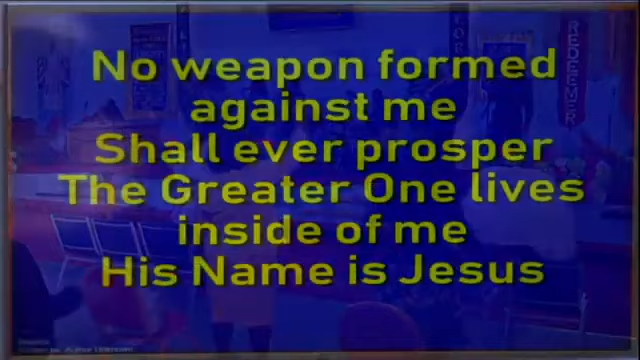 No weapon formed
against me
Shall ever prosper
The Greater One lives
inside of me
His Name is Jesus
REDEEMER